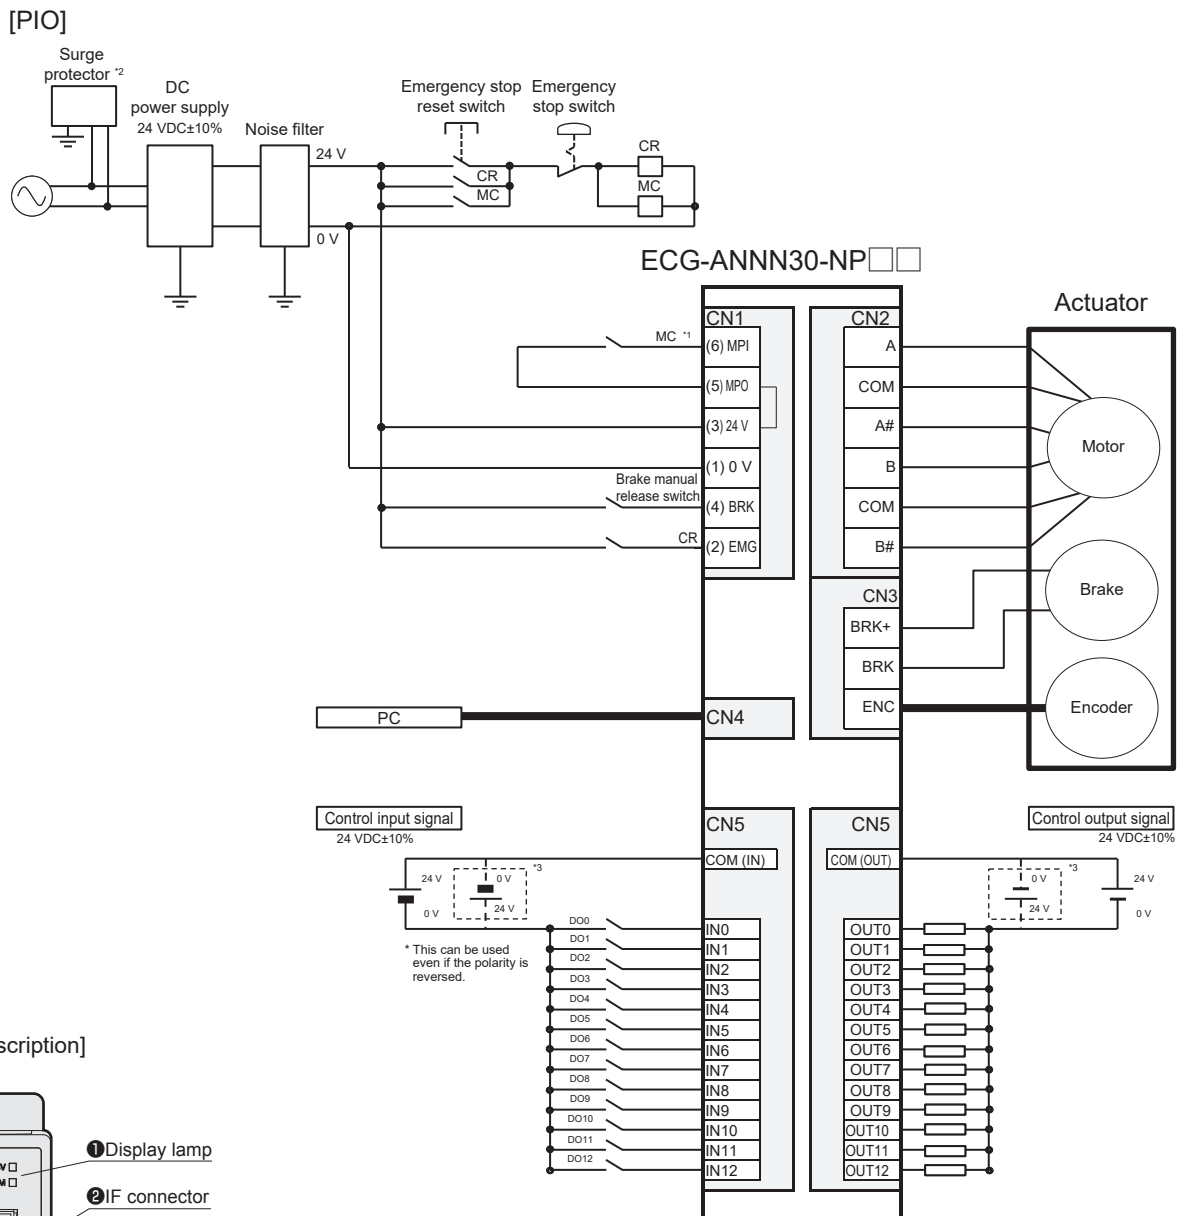 [PIO]
Surge
protector *2
DC
power supply
24 VDC±10%
Noise filter
24 V
0 V
Emergency stop
reset switch
Emergency
stop switch
CR
MC
CR
MC
ECG-ANNN30-NP□□
Actuator
CN1
(6) MPI
(5) MPO
(3) 24 V
(1) 0 V
(4) BRK
(2) EMG
MC *1
Brake manual
release switch
CR
CN2
A
COM
A#
B
COM
B#
Motor
CN3
BRK+
BRK
ENC
Brake
Encoder
PC
CN4
Control input signal
24 VDC±10%
24 V
0 V
0 V
24 V
*3
* This can be used
even if the polarity is
reversed.
CN5
COM (IN)
DO0
IN0
DO1
IN1
DO2
IN2
DO3
IN3
DO4
IN4
DO5
IN5
DO6
IN6
DO7
IN7
DO8
IN8
DO9
IN9
DO10
IN10
DO11
IN11
DO12
IN12
CN5
COM (OUT)
OUT0
OUT1
OUT2
OUT3
OUT4
OUT5
OUT6
OUT7
OUT8
OUT9
OUT10
OUT11
OUT12
Control output signal
24 VDC±10%
0 V
24 V
*3
24 V
0 V
scription]
❶Display lamp
❷IF connector